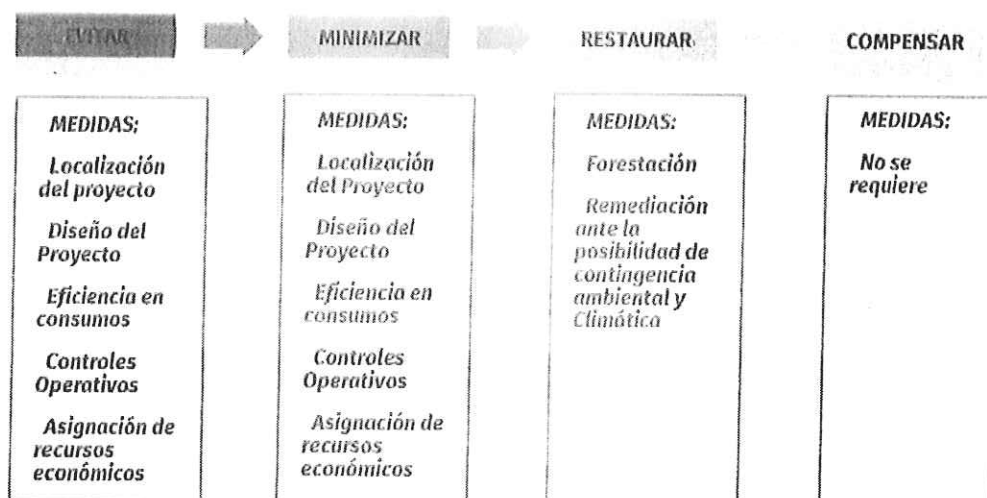 EVITAR
MINIMIZAR
RESTAURAR
COMPENSAR
MEDIDAS:
Localización
del proyecto
Diseño del
Proyecto
Eficiencia en
consumos
Controles
Operativos
Asignación de
recursos
económicos
MEDIDAS:
Localización
del Proyecto
Diseño del
Proyecto
Eficiencia en
consumos
Controles
Operativos
Asignación de
recursos
económicos
MEDIDAS:
Forestación
Remediación
ante la
posibilidad de
contingencia
ambiental y
Climática
MEDIDAS:
No se
requiere